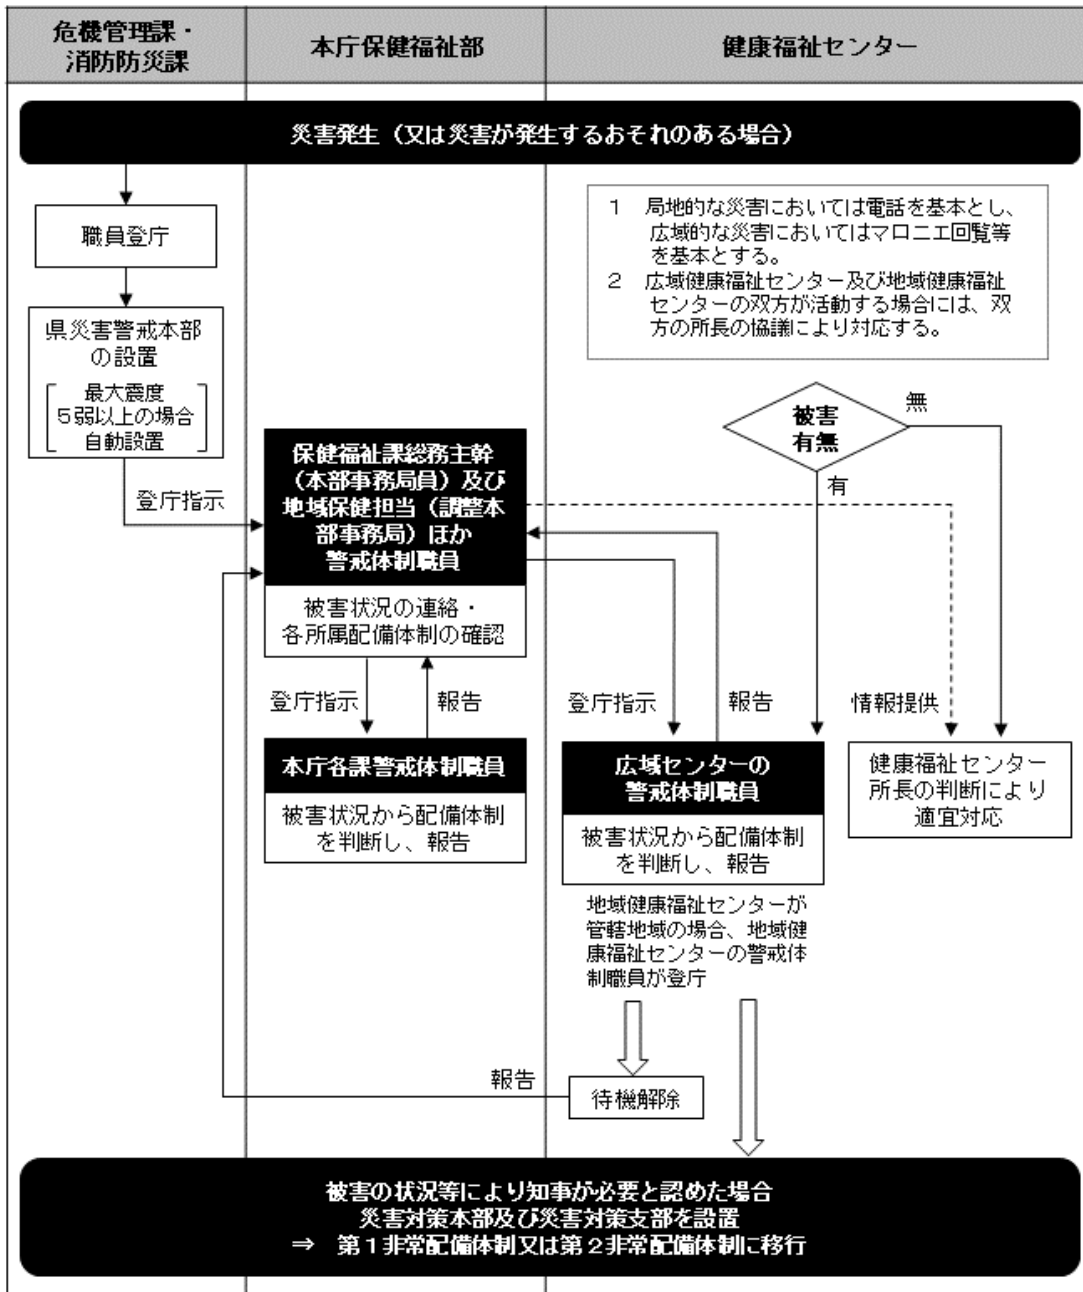 危機管理課・
消防防災課
本庁保健福祉部
健康福祉センター
災害発生（又は災害が発生するおそれのある場合）
職員登庁
県災害警戒本部
の設置
最大震度
５弱以上の場合
自動設置
登庁指示
１　局地的な災害においては電話を基本とし、
広域的な災害においてはマロニエ回覧等
を基本とする。
２　広域健康福祉センター及び地域健康福祉
センターの双方が活動する場合には、双
方の所長の協議により対応する。
被害
有無
無
有
保健福祉課総務主幹
（本部事務局員）及び
地域保健担当（調整本
部事務局）ほか
警戒体制職員
被害状況の連絡・
各所属配備体制の確認
登庁指示
報告
登庁指示
報告
情報提供
本庁各課警戒体制職員
被害状況から配備体制
を判断し、報告
広域センターの
警戒体制職員
被害状況から配備体制
を判断し、報告
健康福祉センター
所長の判断により
適宜対応
地域健康福祉センターが
管轄地域の場合、地域健
康福祉センターの警戒体
制職員が登庁
報告
待機解除
被害の状況等により知事が必要と認めた場合
災害対策本部及び災害対策支部を設置
⇒　第１非常配備体制又は第２非常配備体制に移行